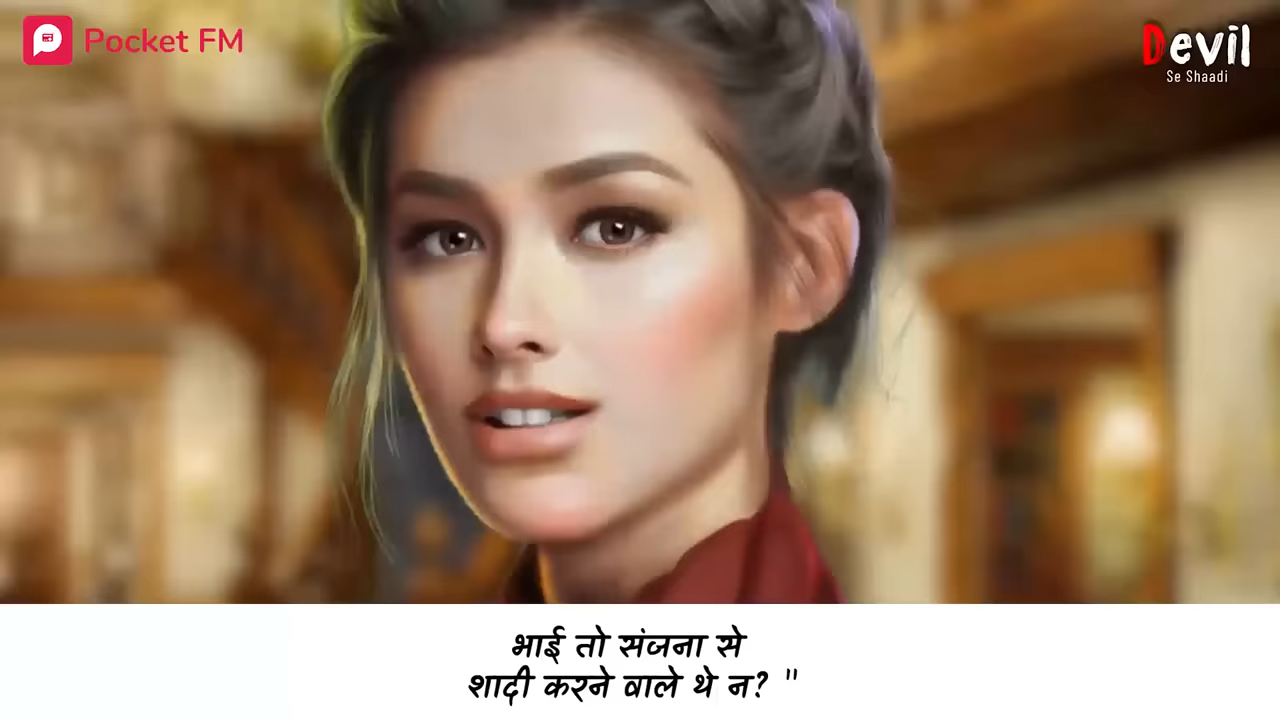 Pocket FM
Devil
Se Shaadi
भाई तो संजना से
शादी करने वाले थे न? "